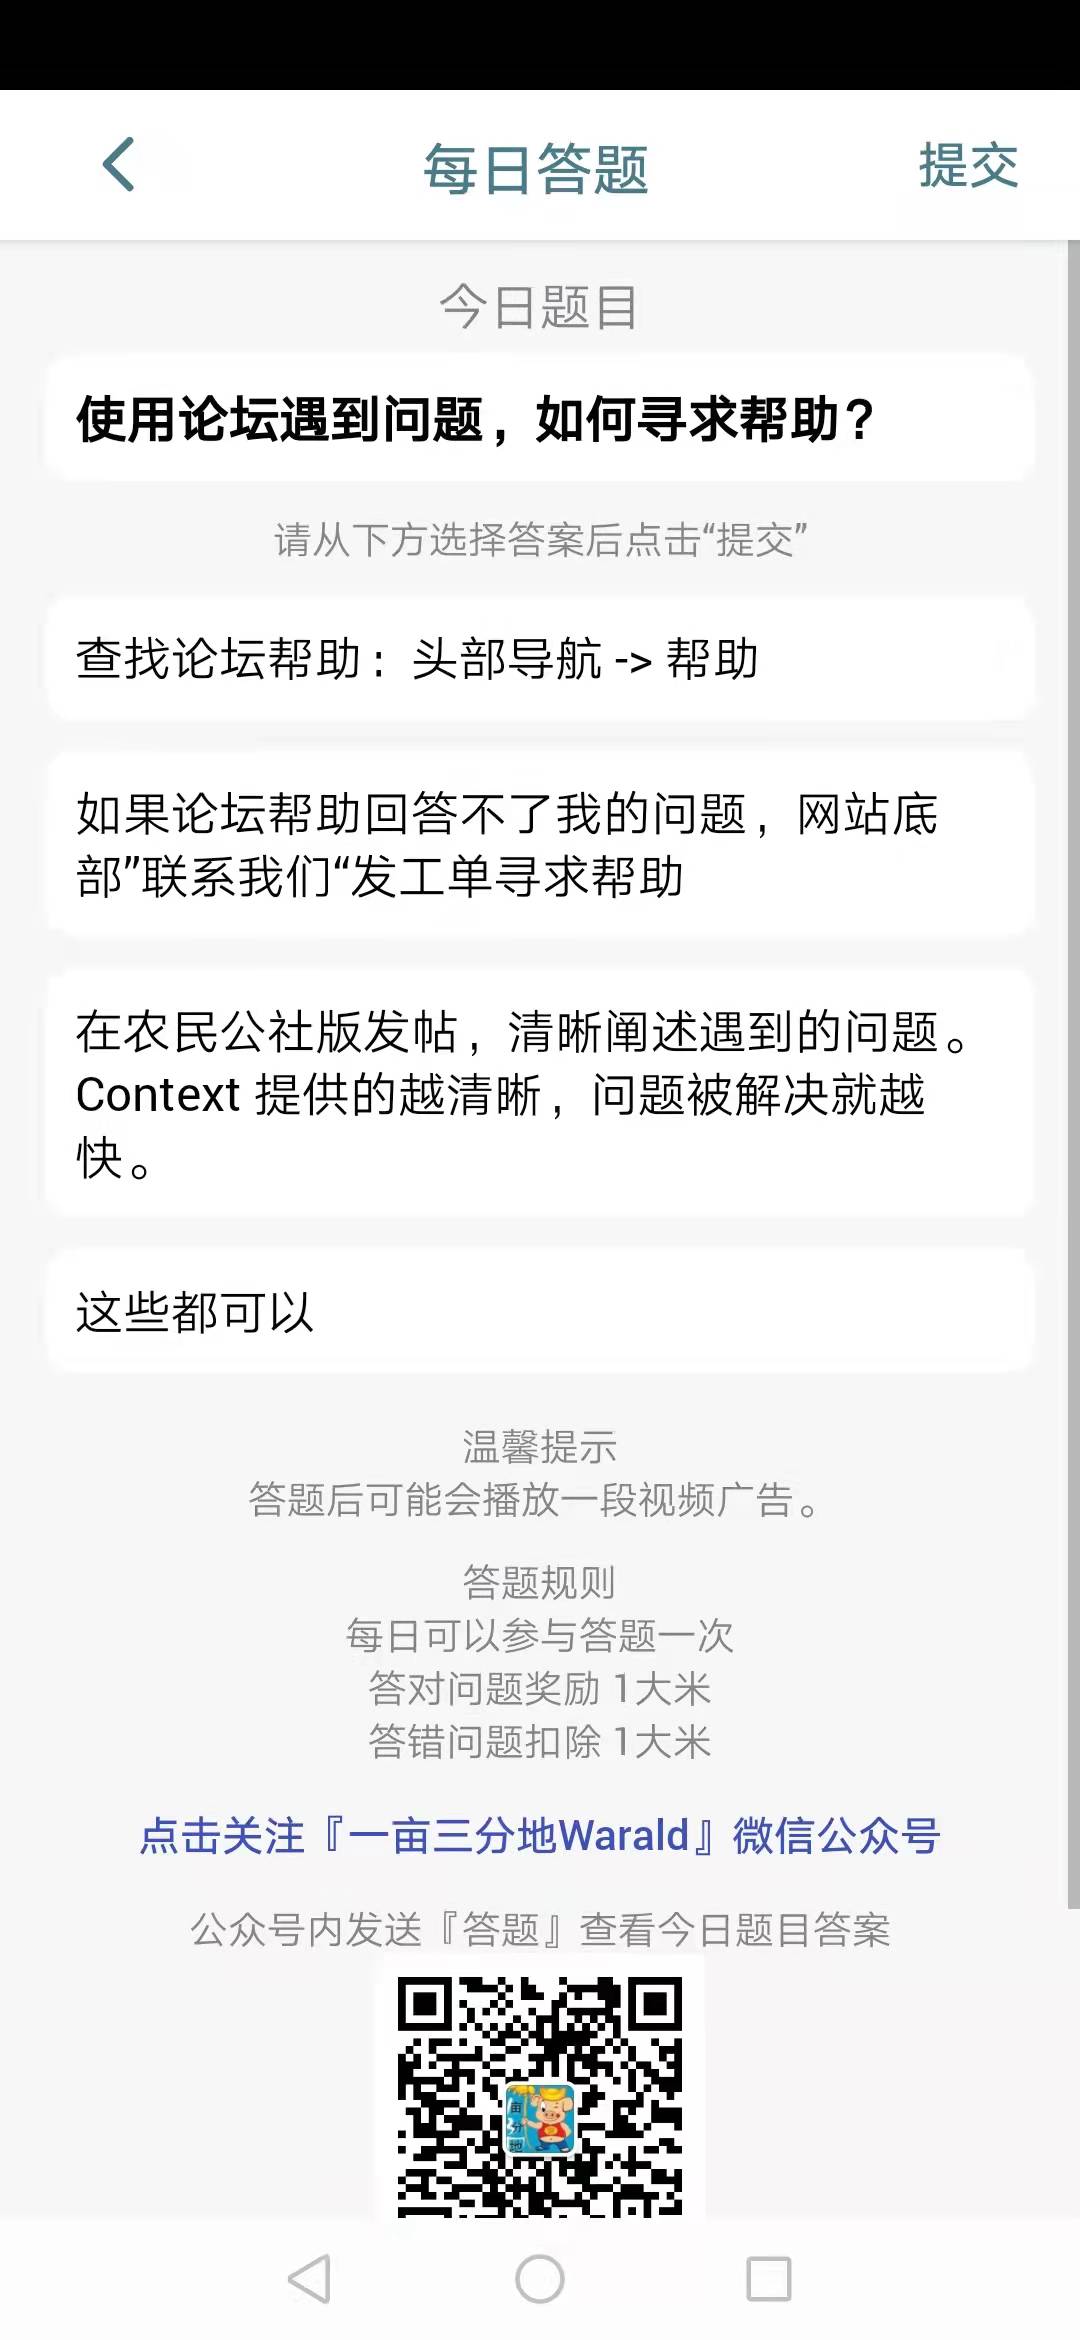 每日答题
提交
今日题目
使用论坛遇到问题，如何寻求帮助？
请从下方选择答案后点击“提交”
查找论坛帮助：头部导航 -> 帮助
如果论坛帮助回答不了我的问题，网站底
部”联系我们“发工单寻求帮助
在农民公社版发帖，清晰阐述遇到的问题。
Context 提供的越清晰，问题被解决就越
快。
这些都可以
温馨提示
答题后可能会播放一段视频广告。
答题规则
每日可以参与答题一次
答对问题奖励 1大米
答错问题扣除 1大米
点击关注『一亩三分地Warald』微信公众号
公众号内发送『答题』查看今日题目答案